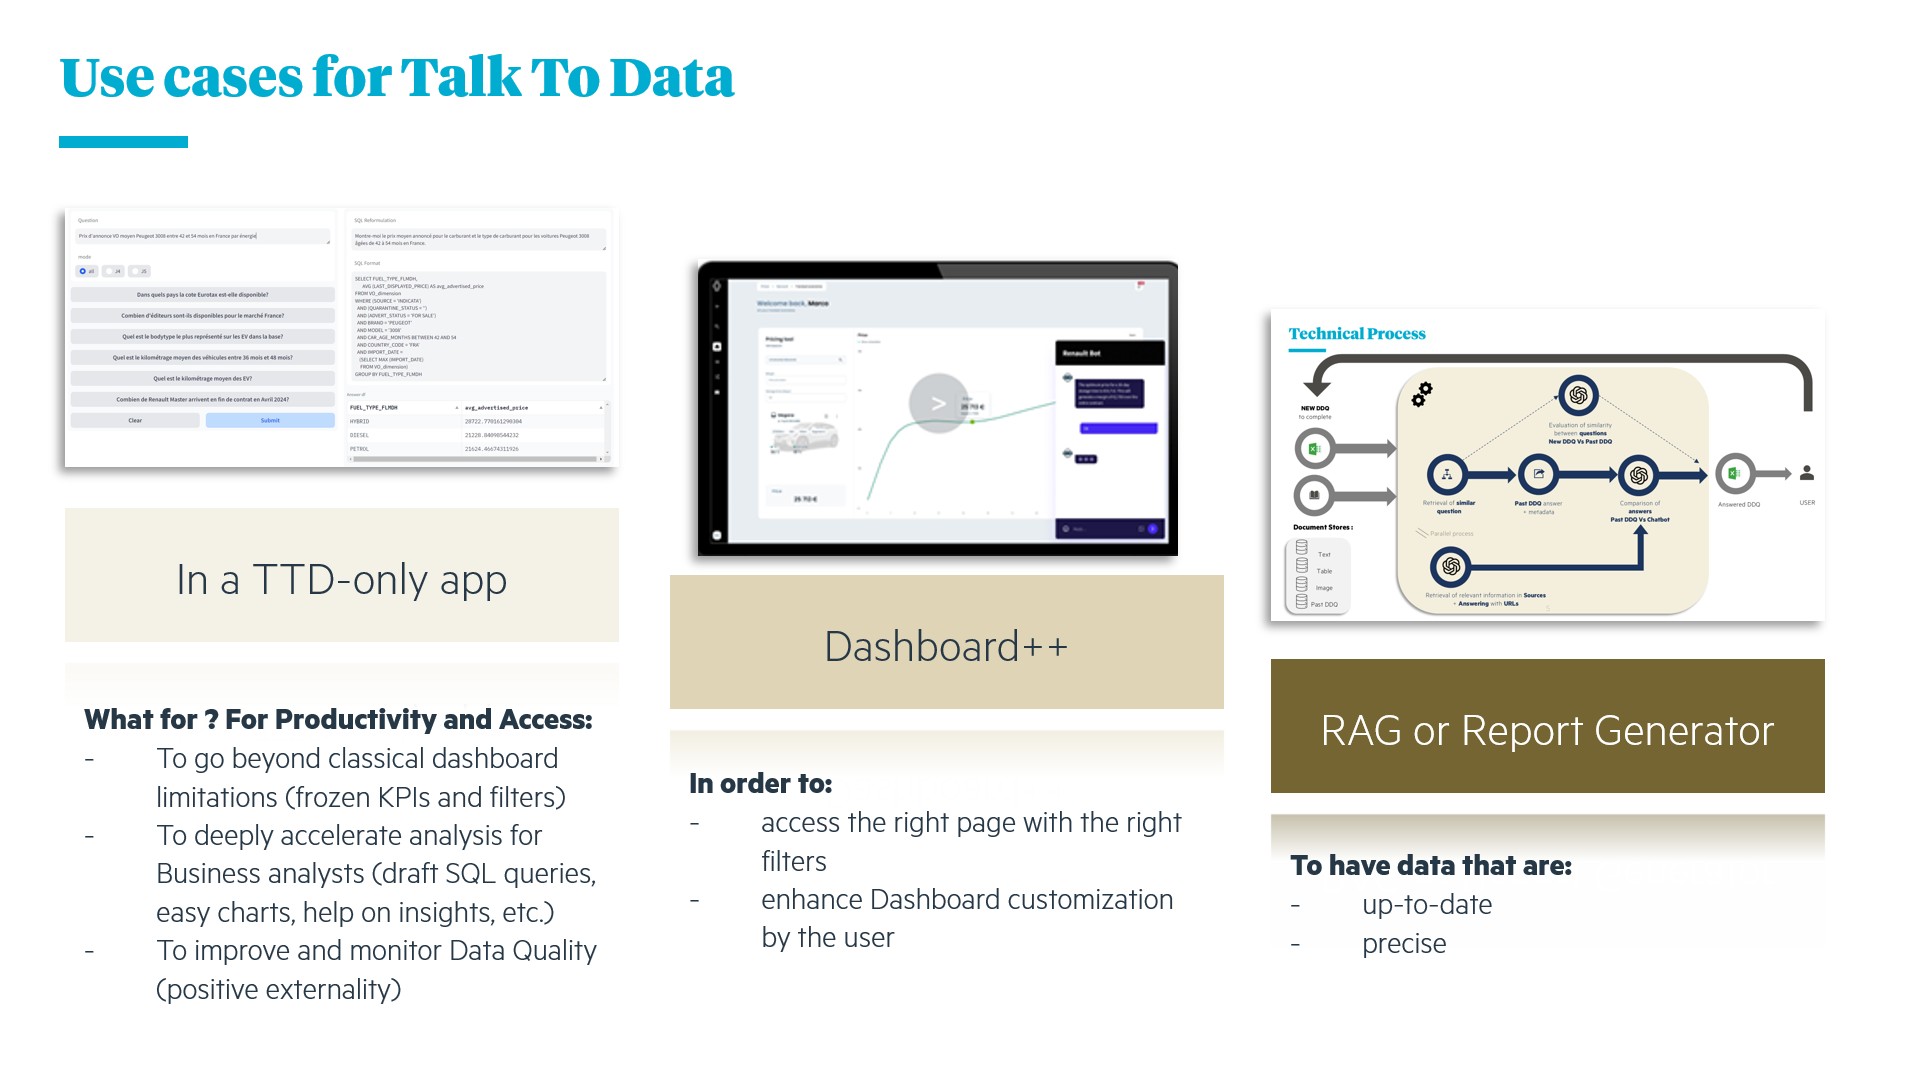 Use cases for Talk To Data
Question
Prix d'annonce VO moyen Peugeot 3008 entre 42 et 54 mois en France par énergie
mode
all
J4
J5
Dans quels pays la cote Eurotax est-elle disponible?
Combien d'éditeurs sont-ils disponibles pour le marché France?
Quel est le bodytype le plus représenté sur les EV dans la base?
Quel est le kilométrage moyen des véhicules entre 36 mois et 48 mois?
Quel est le kilométrage moyen des EV?
Combien de Renault Master arrivent en fin de contrat en Avril 2024?
Clear
Submit
SQL Reformulation
Montre-moi le prix moyen annoncé pour le carburant et le type de carburant pour les voitures Peugeot 3008
âgées de 42 à 54 mois en France.
SQL Format
SELECT FUEL_TYPE_FLMDH,
AVG (LAST_DISPLAYED_PRICE) AS avg_advertised_price
FROM VO_dimension
WHERE (SOURCE = 'INDICATA')
AND (QUARANTINE_STATUS = '')
AND (ADVERT_STATUS = 'FOR SALE')
AND BRAND = 'PEUGEOT'
AND MODEL = '3008'
AND CAR_AGE_MONTHS BETWEEN 42 AND 54
AND COUNTRY_CODE = 'FRA'
AND IMPORT_DATE =
(SELECT MAX (IMPORT_DATE)
FROM VO_dimension)
GROUP BY FUEL_TYPE_FLMDH
FUEL_TYPE_FLMDH
avg_advertised_price
HYBRID
28722.770161290304
DIESEL
21228.84090544232
PETROL
21624.46674311926
In a TTD-only app
What for ? For Productivity and Access:
- To go beyond classical dashboard
limitations (frozen KPIs and filters)
- To deeply accelerate analysis for
Business analysts (draft SQL queries,
easy charts, help on insights, etc.)
- To improve and monitor Data Quality
(positive externality)
Welcome back, Marco
Pricing tool
Price
25 712 €
Renault Bot
Dashboard++
In order to:
- access the right page with the right
filters
- enhance Dashboard customization
by the user
Technical Process
NEW DDQ
to complete
Document Stores :
Text
Table
Image
Past DDQ
Evaluation of similarity
between questions
New DDQ Vs Past DDQ
Retrieval of similar
question
Past DDQ answer
+ metadata
Comparison of
answers
Past DDQ Vs Chatbot
Parallel process
Retrieval of relevant information in Sources
+ Answering with URLs
5
Answered DDQ
USER
RAG or Report Generator
To have data that are:
- up-to-date
- precise